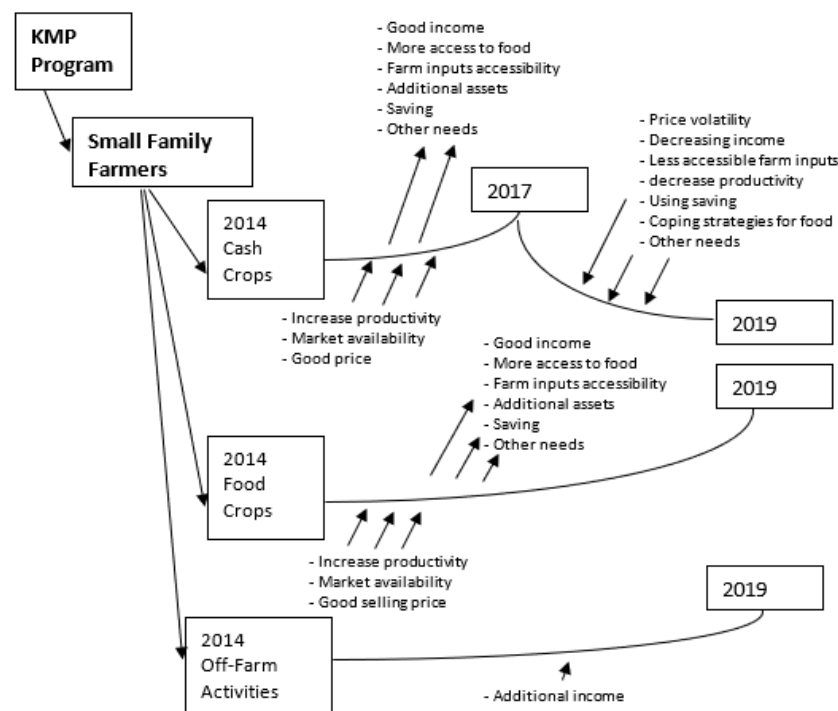 KMP
Program
Small Family
Farmers
- Good income
- More access to food
- Farm inputs accessibility
- Additional assets
- Saving
- Other needs
2014
Cash
Crops
2017
- Price volatility
- Decreasing income
- Less accessible farm inputs
- decrease productivity
- Using saving
- Coping strategies for food
- Other needs
- Increase productivity
- Market availability
- Good price
2019
2014
Food
Crops
- Good income
- More access to food
- Farm inputs accessibility
- Additional assets
- Saving
- Other needs
2019
- Increase productivity
- Market availability
- Good selling price
2014
Off-Farm
Activities
2019
- Additional income